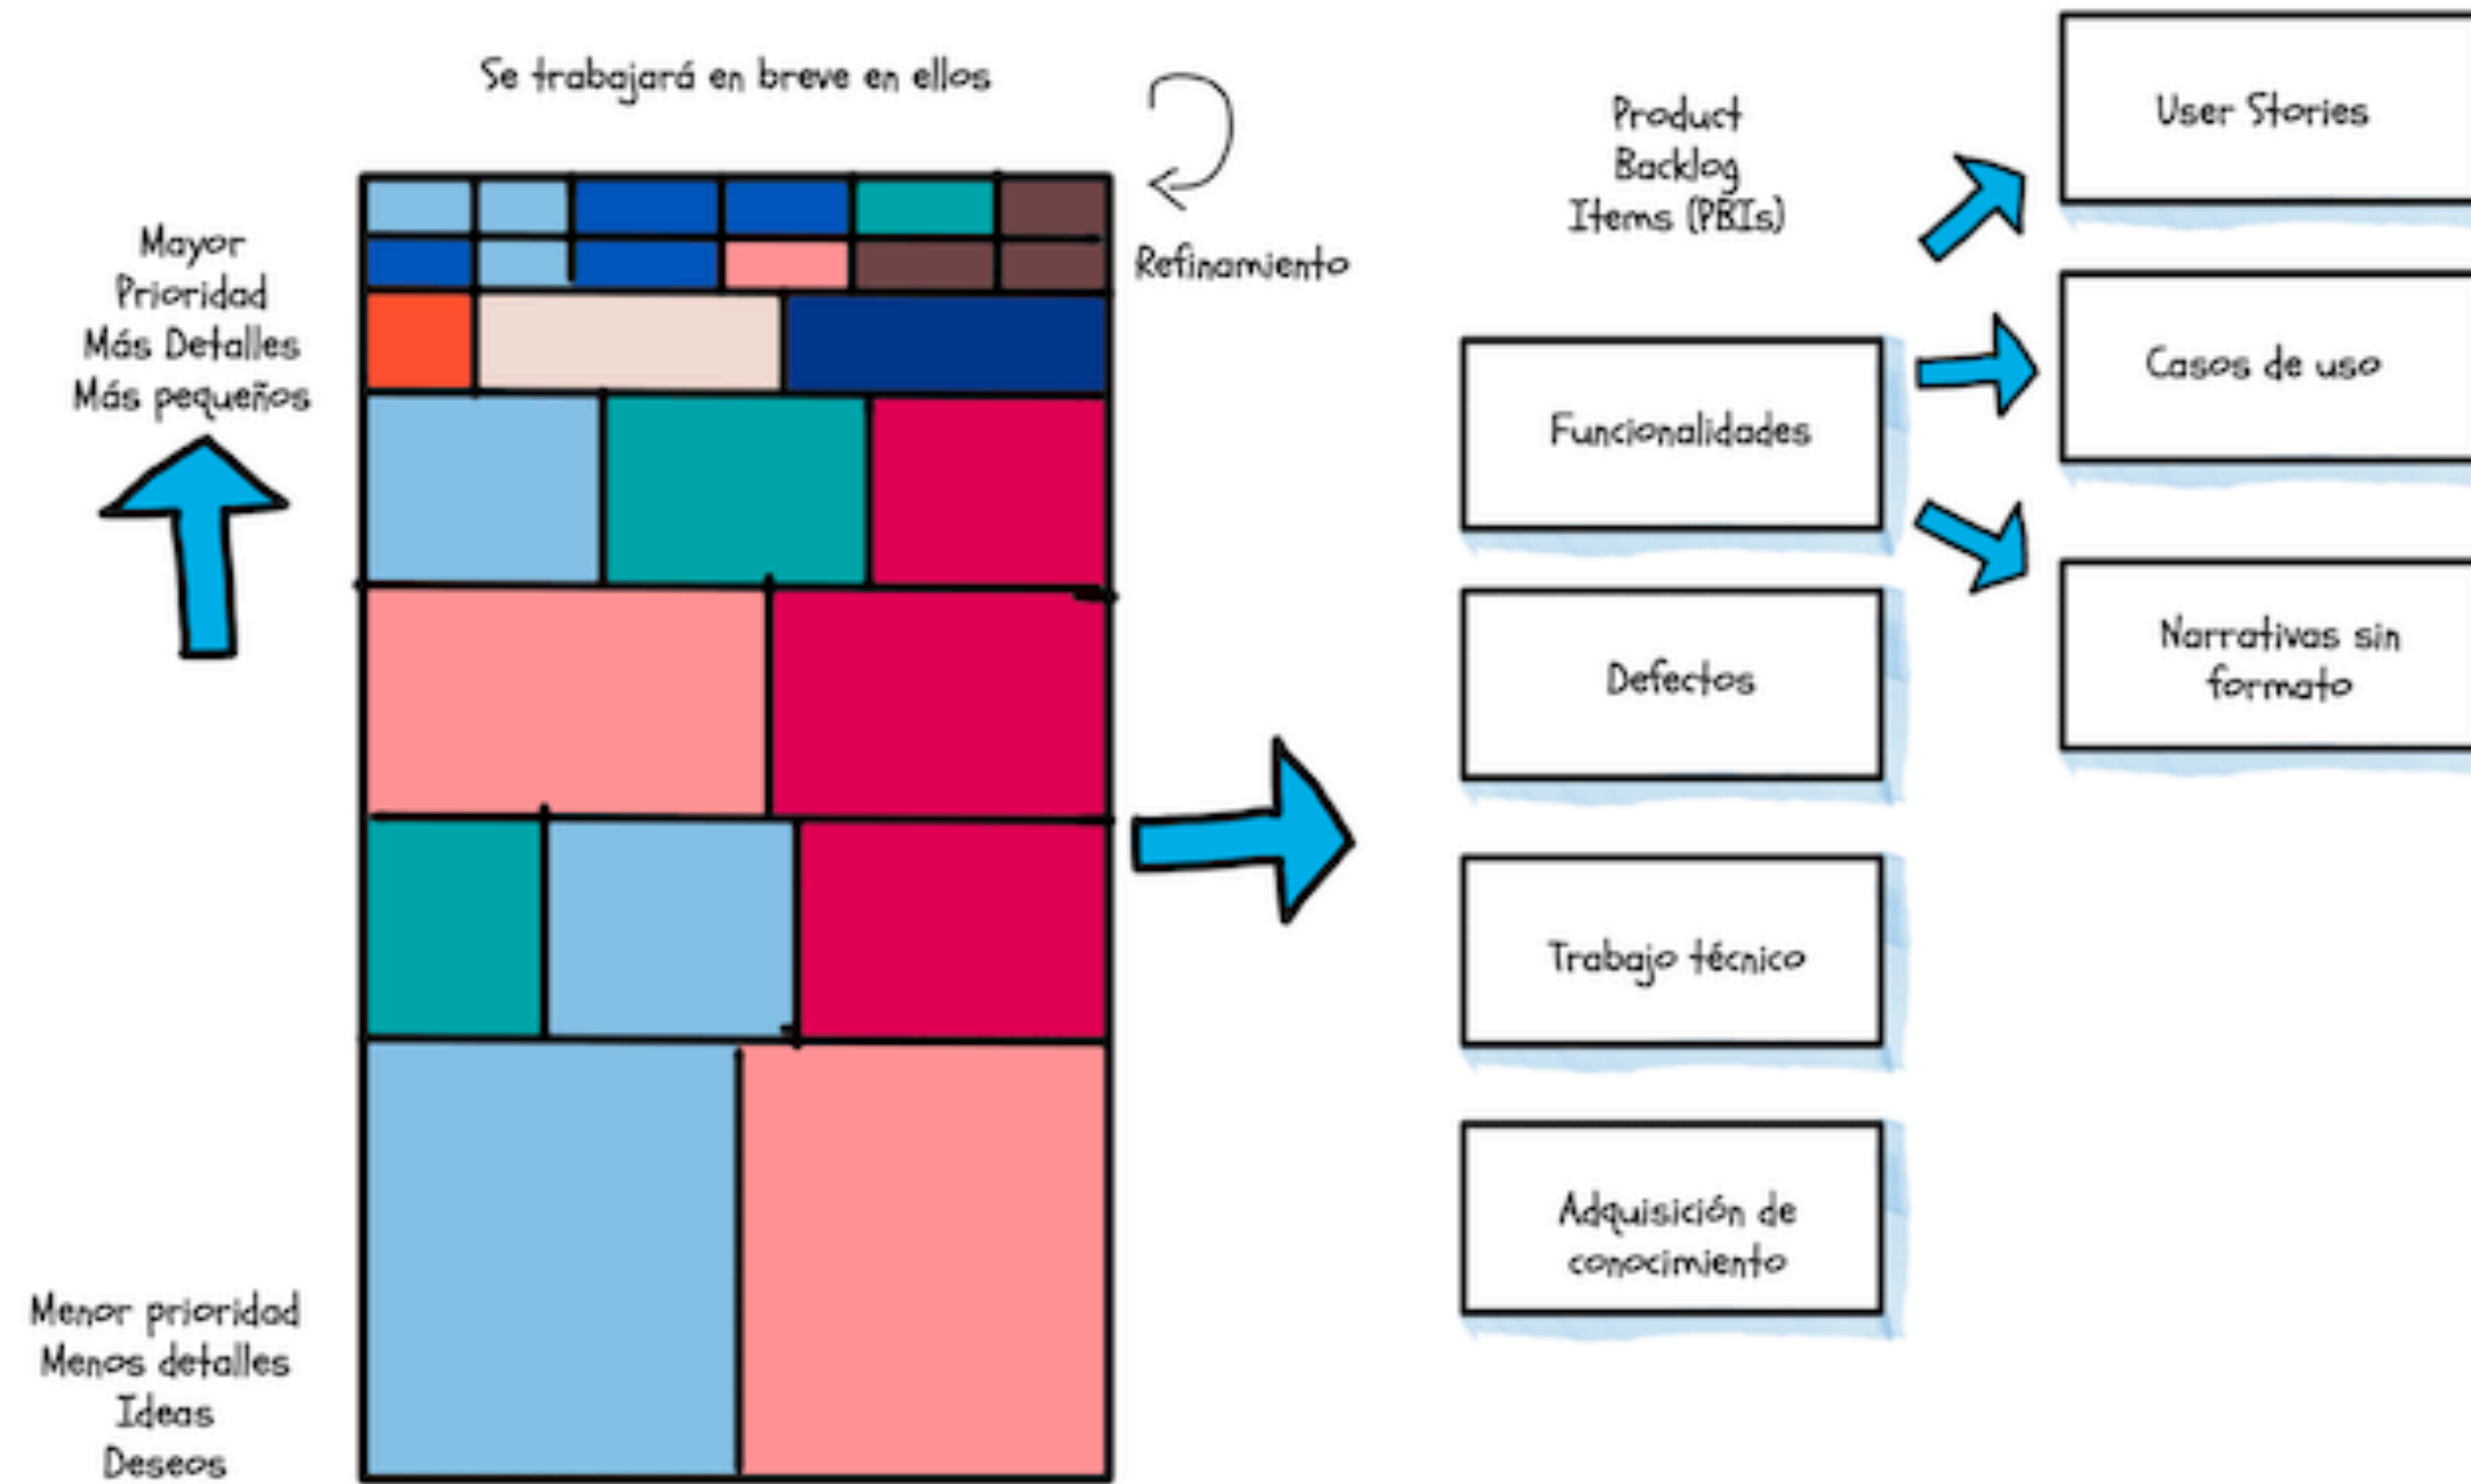 Se trabajará en breve en ellos
Mayor
Prioridad
Más Detalles
Más pequeños
Refinamiento
Menor prioridad
Menos detalles
Ideas
Deseos
Product
Backlog
Items (PBIs)
Funcionalidades
Defectos
Trabajo técnico
Adquisición de
conocimiento
User Stories
Casos de uso
Narrativas sin
formato